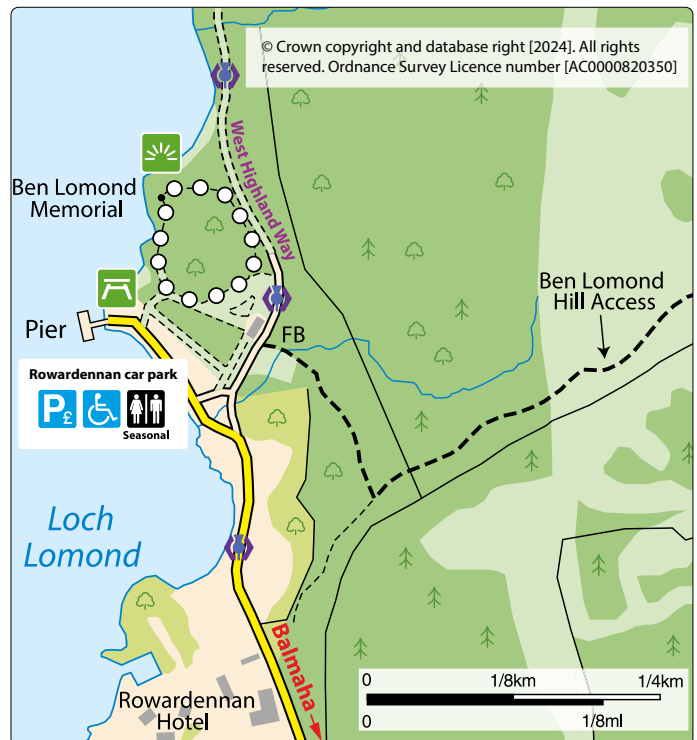 © Crown copyright and database right [2024]. All rights
reserved. Ordnance Survey Licence number [AC0000820350]
West Highland Way
Ben Lomond
Memorial
Ben Lomond
Hill Access
Pier
FB
Rowardennan car park
P£
Seasonal
Loch
Lomond
Balmaha
Rowardennan
Hotel
0 1/8km 1/4km
0 1/8ml